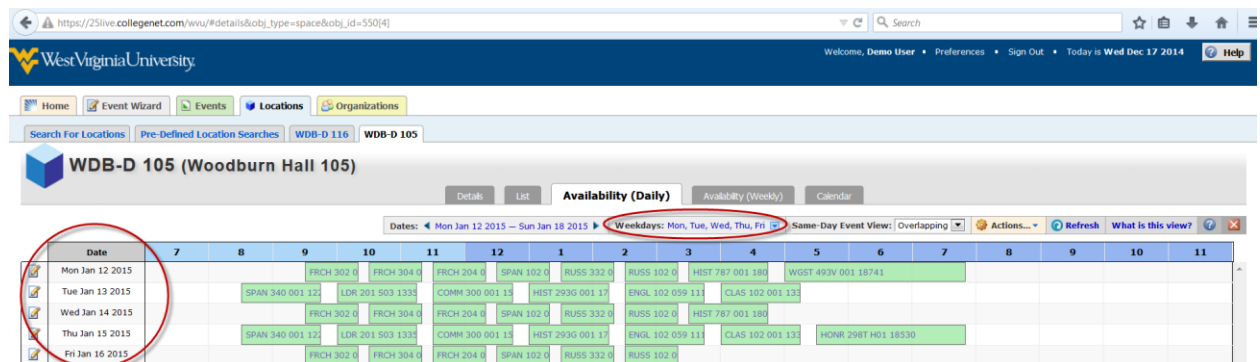 https://25live.collegenet.com/wvu/#details&obj_type=space&obj_id=550[4]
Search
WestVirginiaUniversity.
Welcome, Demo User • Preferences • Sign Out • Today is Wed Dec 17 2014
Help
Home Event Wizard Events Locations Organizations
Search For Locations Pre-Defined Location Searches WDB-D 116 WDB-D 105
WDB-D 105 (Woodburn Hall 105)
Details List Availability (Daily) Availability (Weekly) Calendar
Dates: Mon Jan 12 2015 — Sun Jan 18 2015 Weekdays: Mon, Tue, Wed, Thu, Fri Same-Day Event View: Overlapping Actions... Refresh What is this view?
Date 7 8 9 10 11 12 1 2 3 4 5 6 7 8 9 10 11
Mon Jan 12 2015 FRCH 302 0 FRCH 304 0 FRCH 204 0 SPAN 102 0 RUSS 332 0 RUSS 102 0 HIST 787 001 180 WGST 493V 001 18741
Tue Jan 13 2015 SPAN 340 001 122 LDR 201 S03 1335 COMM 300 001 15 HIST 293G 001 17 ENGL 102 059 111 CLAS 102 001 133
Wed Jan 14 2015 FRCH 302 0 FRCH 304 0 FRCH 204 0 SPAN 102 0 RUSS 332 0 RUSS 102 0 HIST 787 001 180
Thu Jan 15 2015 SPAN 340 001 122 LDR 201 S03 1335 COMM 300 001 15 HIST 293G 001 17 ENGL 102 059 111 CLAS 102 001 133 HONR 298T H01 18530
Fri Jan 16 2015 FRCH 302 0 FRCH 304 0 FRCH 204 0 SPAN 102 0 RUSS 332 0 RUSS 102 0